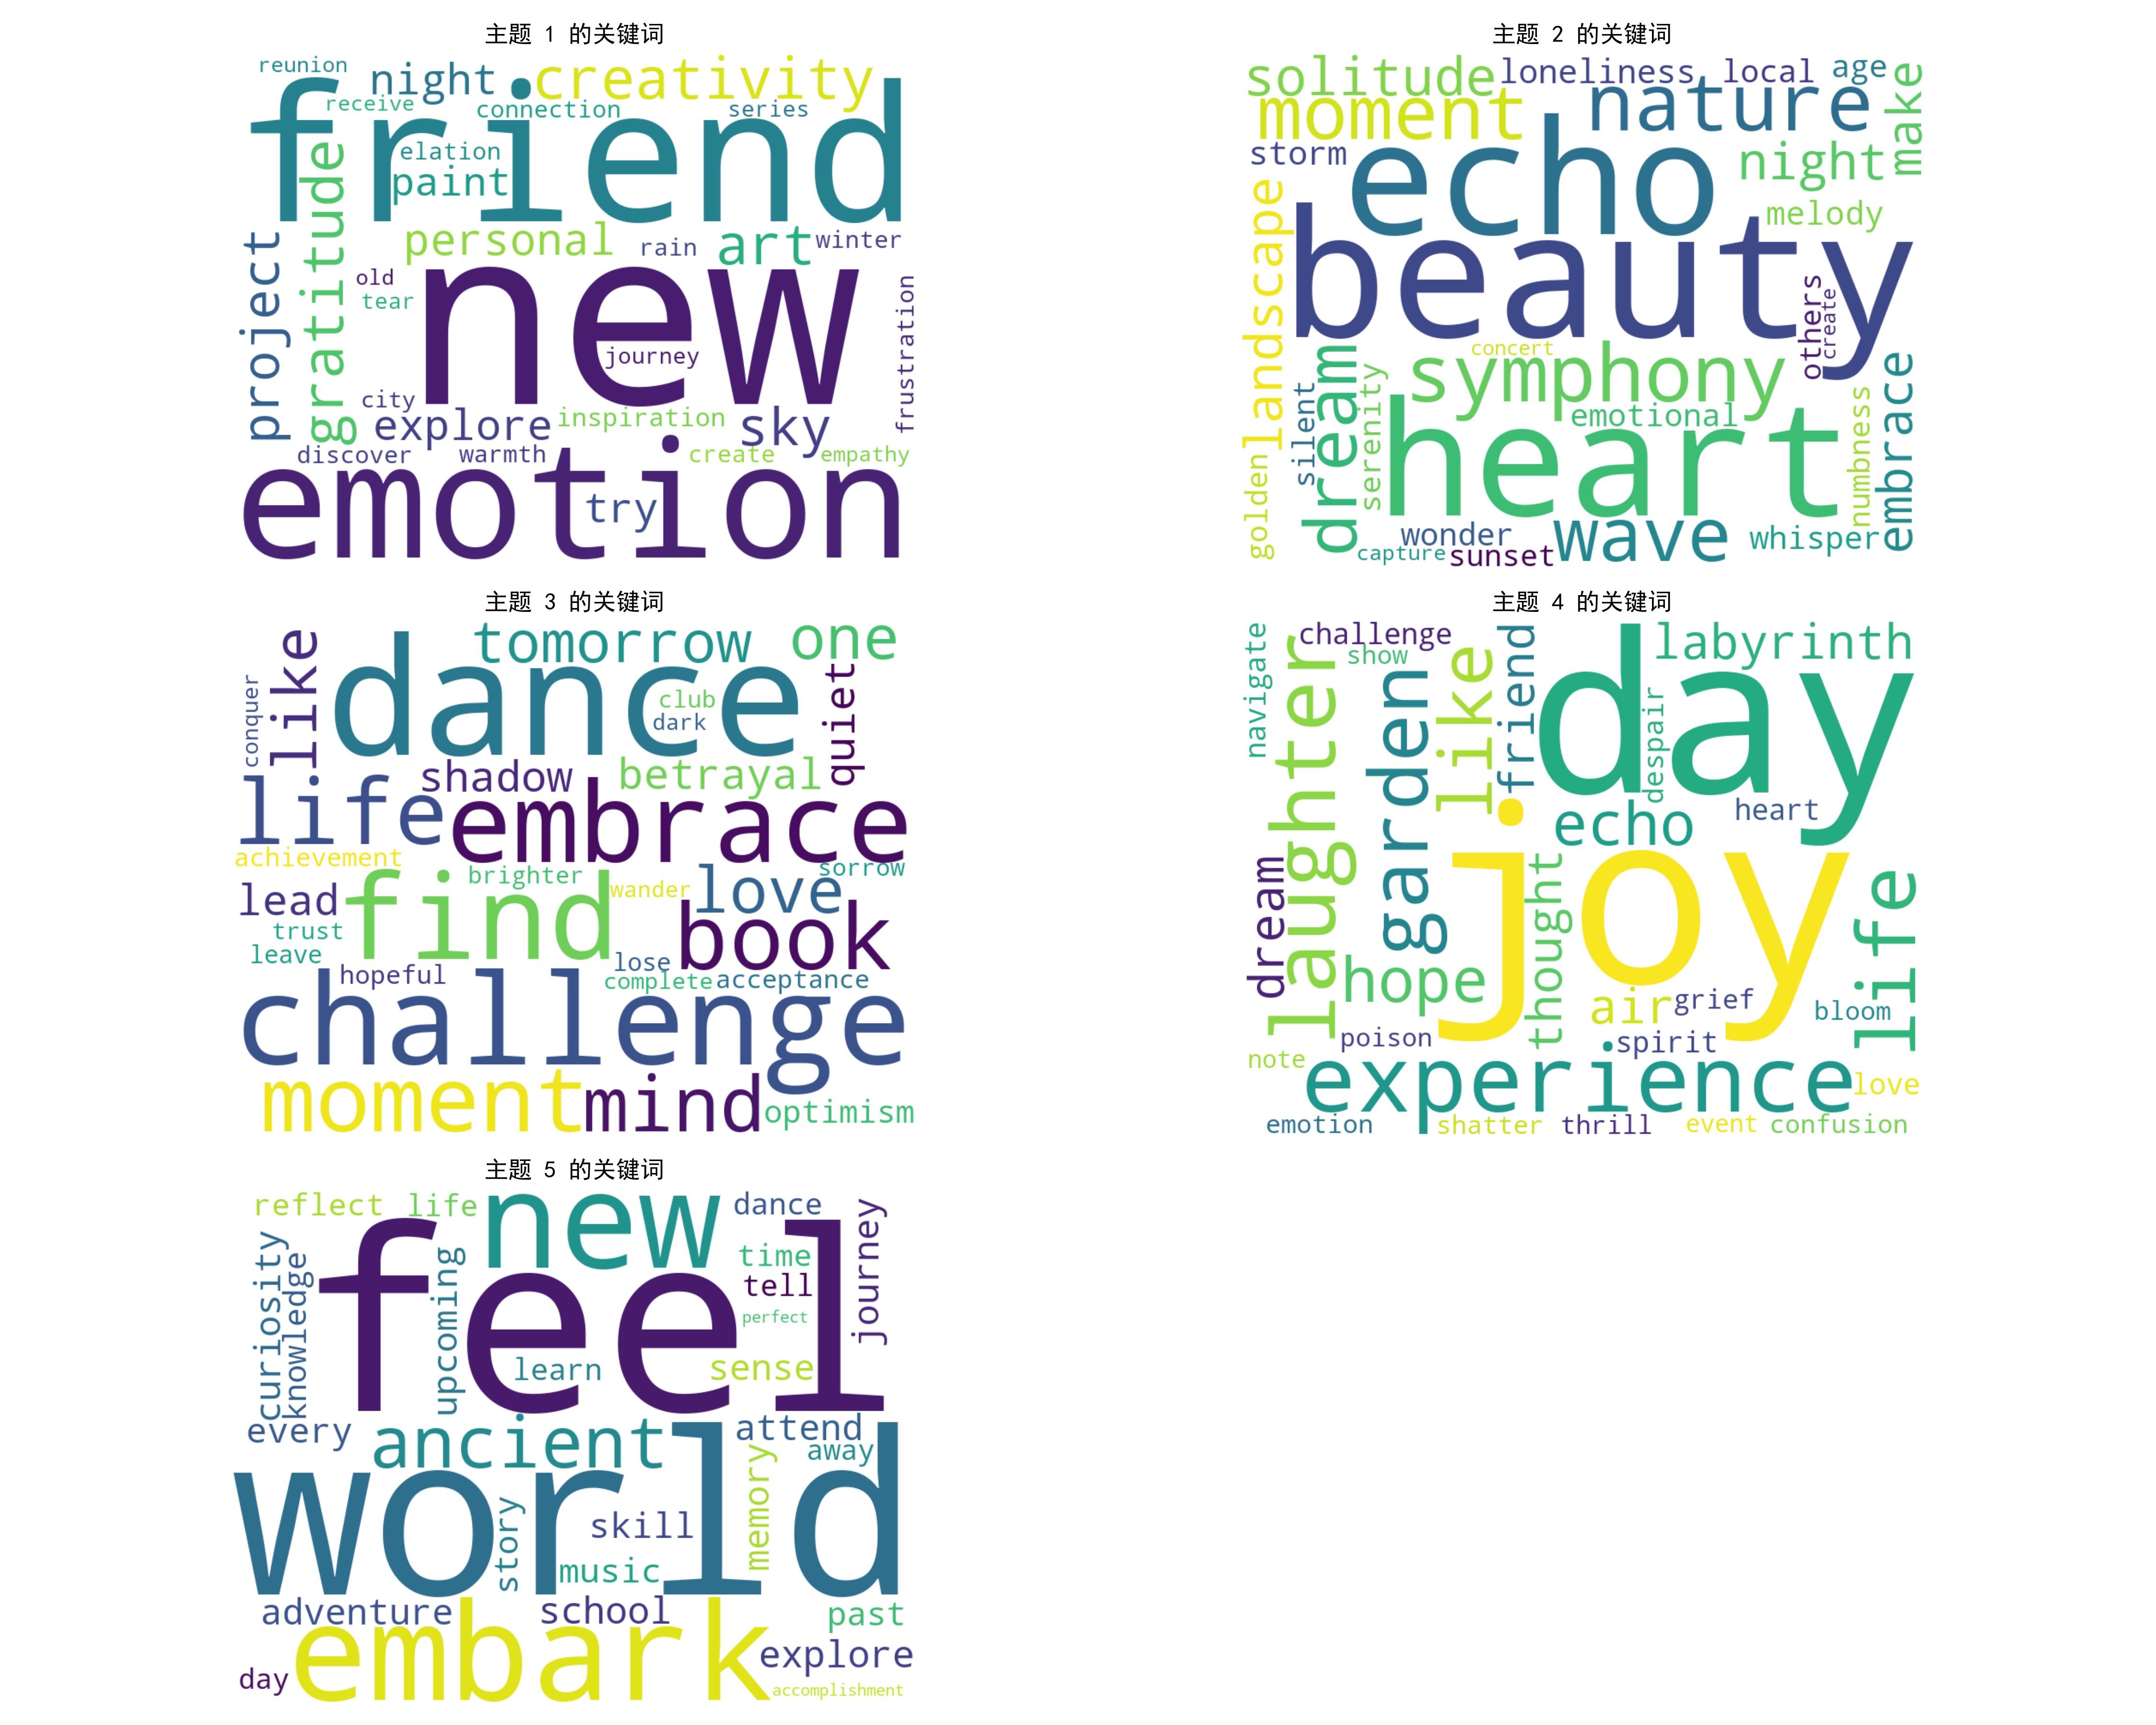 主题 1 的关键词
reunion
night
creativity
receive
connection
series
friend
elation
paint
gratitude
project
personal
rain
art
winter
old
tear
new
journey
frustration
city
explore
inspiration
sky
discover
warmth
create
empathy
emotion
try
主题 2 的关键词
solitude
loneliness
local
age
moment
nature
make
storm
echo
night
landscape
melody
beauty
others
create
concert
symphony
dream
silent
serenity
emotional
heart
numbness
embrace
golden
wonder
wave
whisper
capture
sunset
主题 3 的关键词
like
tomorrow
one
dance
club
dark
quiet
conquer
shadow
betrayal
life
embrace
achievement
brighter
wander
love
sorrow
lead
find
book
trust
leave
hopeful
lose
complete
acceptance
challenge
moment
mind
optimism
主题 4 的关键词
navigate
challenge
show
laughter
garden
like
friend
day
labyrinth
despair
echo
heart
joy
dream
thought
life
hope
air
grief
bloom
poison
spirit
note
experience
love
emotion
shatter
thrill
event
confusion
主题 5 的关键词
reflect
life
new
dance
journey
curiosity
knowledge
upcoming
feel
time
tell
perfect
learn
sense
every
ancient
attend
away
world
story
skill
memory
music
adventure
school
past
embark
explore
day
accomplishment